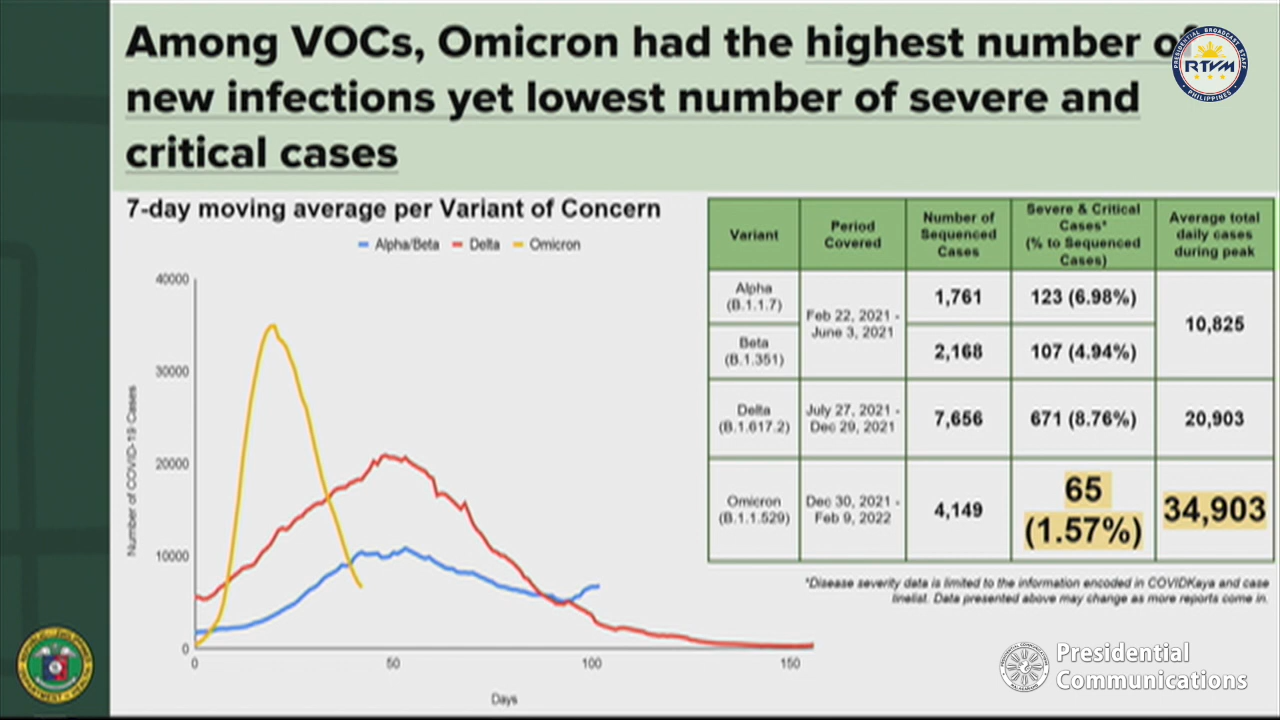 Among VOCs, Omicron had the highest number of
new infections yet lowest number of severe and
critical cases
PRESIDENTIAL BROADCAST STAFF
RTVM
PHILIPPINES
7-day moving average per Variant of Concern
Alpha/Beta Delta Omicron
40000
30000
20000
10000
0
Number of COVID-19 Cases
0 50 100 150
Days
Variant
Period
Covered
Number of
Sequenced
Cases
Severe & Critical
Cases*
(% to Sequenced
Cases)
Average total
daily cases
during peak
Alpha
(B.1.1.7)
Feb 22, 2021 -
June 3, 2021
1,761
123 (6.98%)
10,825
Beta
(B.1.351)
2,168
107 (4.94%)
Delta
(B.1.617.2)
July 27, 2021 -
Dec 29, 2021
7,656
671 (8.76%)
20,903
Omicron
(B.1.1.529)
Dec 30, 2021 -
Feb 9, 2022
4,149
65
(1.57%)
34,903
*Disease severity data is limited to the information encoded in COVIDKaya and case
linelist. Data presented above may change as more reports come in.
Presidential
Communications